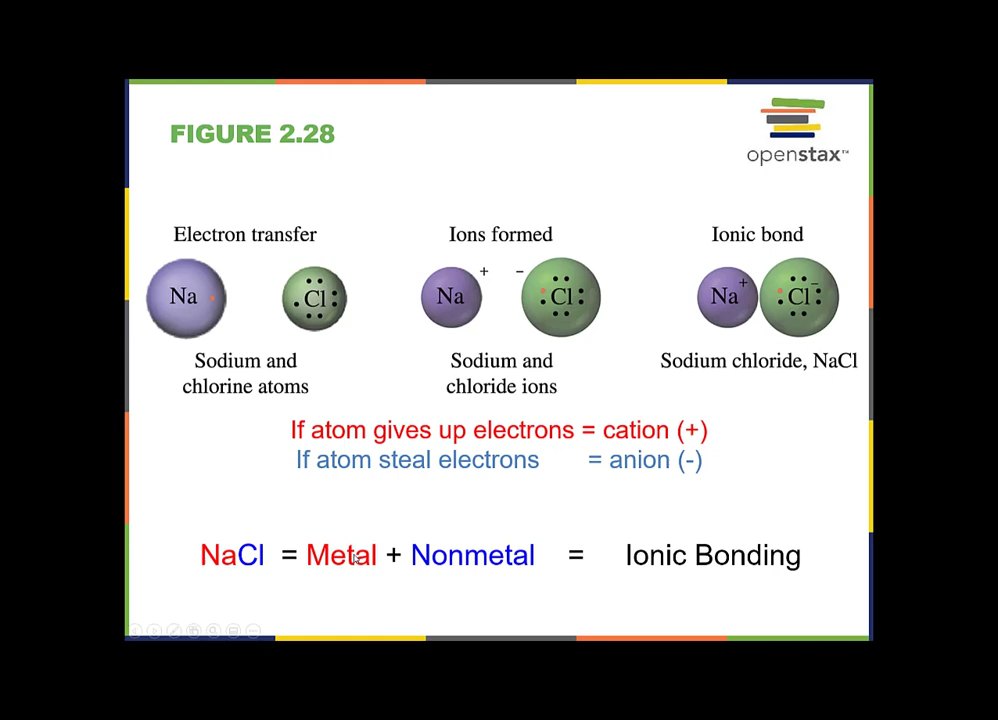 FIGURE 2.28
openstax™
Electron transfer
Ions formed
Ionic bond
Na
Cl
Na +
− Cl
Na+
Cl−
Sodium and
chlorine atoms
Sodium and
chloride ions
Sodium chloride, NaCl
If atom gives up electrons = cation (+)
If atom steal electrons = anion (-)
NaCl = Metal + Nonmetal = Ionic Bonding